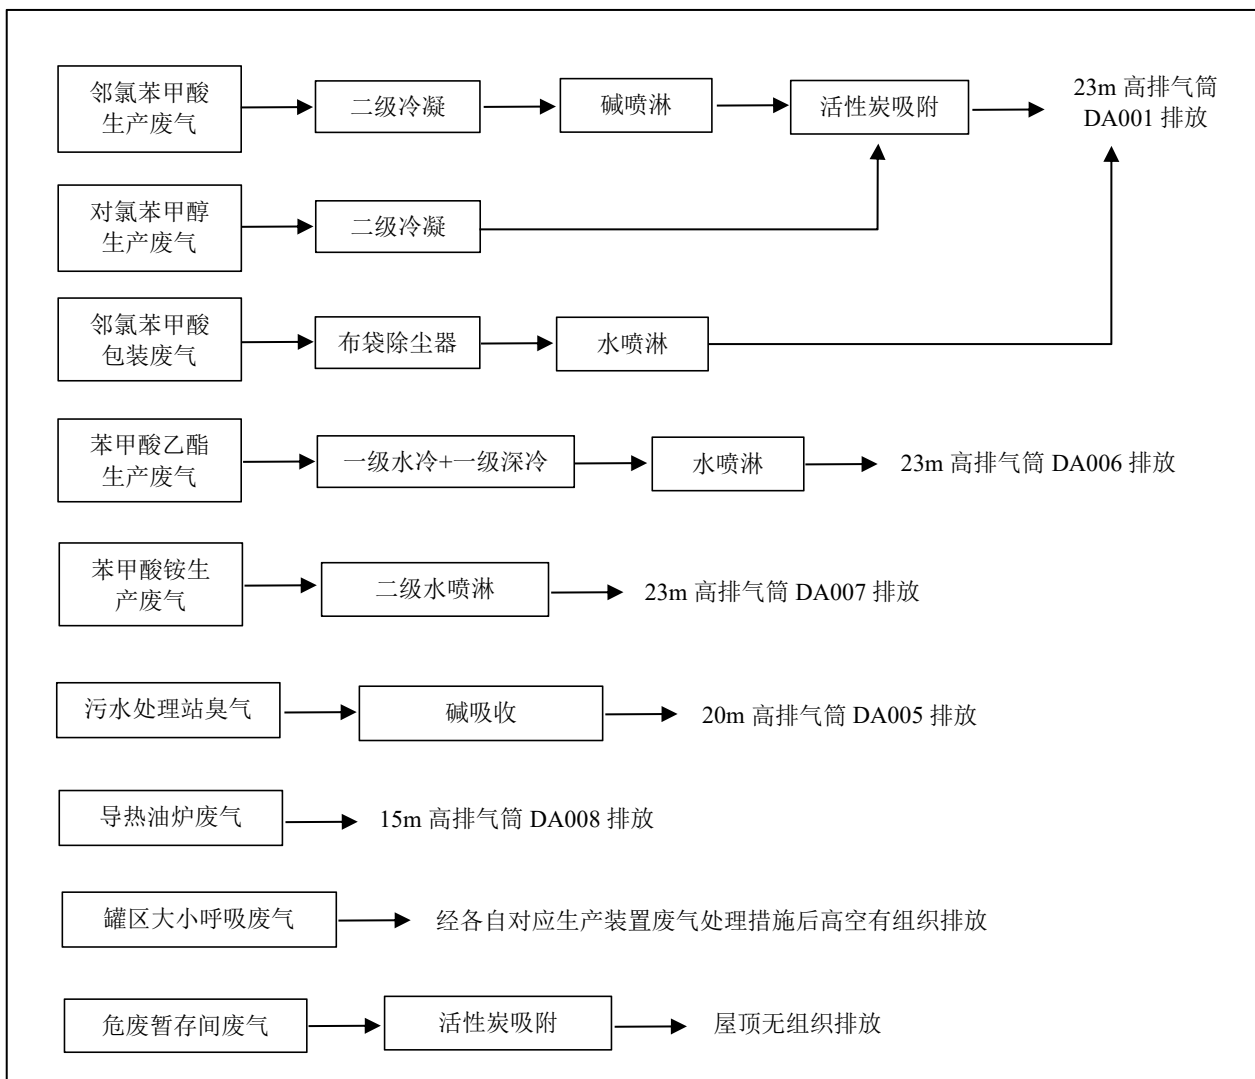 邻氯苯甲酸
生产废气
二级冷凝
碱喷淋
活性炭吸附
23m 高排气筒
DA001 排放
对氯苯甲醇
生产废气
二级冷凝
邻氯苯甲酸
包装废气
布袋除尘器
水喷淋
苯甲酸乙酯
生产废气
一级水冷+一级深冷
水喷淋
23m 高排气筒 DA006 排放
苯甲酸铵生
产废气
二级水喷淋
23m 高排气筒 DA007 排放
污水处理站臭气
碱吸收
20m 高排气筒 DA005 排放
导热油炉废气
15m 高排气筒 DA008 排放
罐区大小呼吸废气
经各自对应生产装置废气处理措施后高空有组织排放
危废暂存间废气
活性炭吸附
屋顶无组织排放